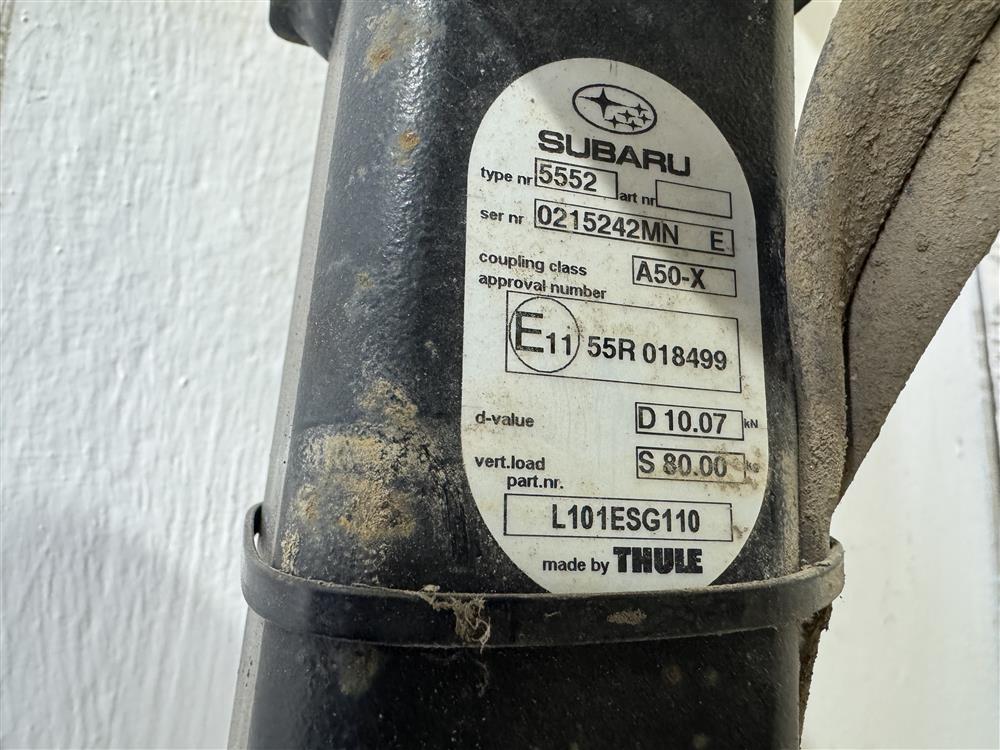 SUBARU
type nr 5552 art nr
ser nr 0215242MN E
coupling class A50-X
approval number
E11 55R 018499
d-value D 10.07 kN
vert.load S 80.00 kg
part.nr.
L101ESG110
made by THULE